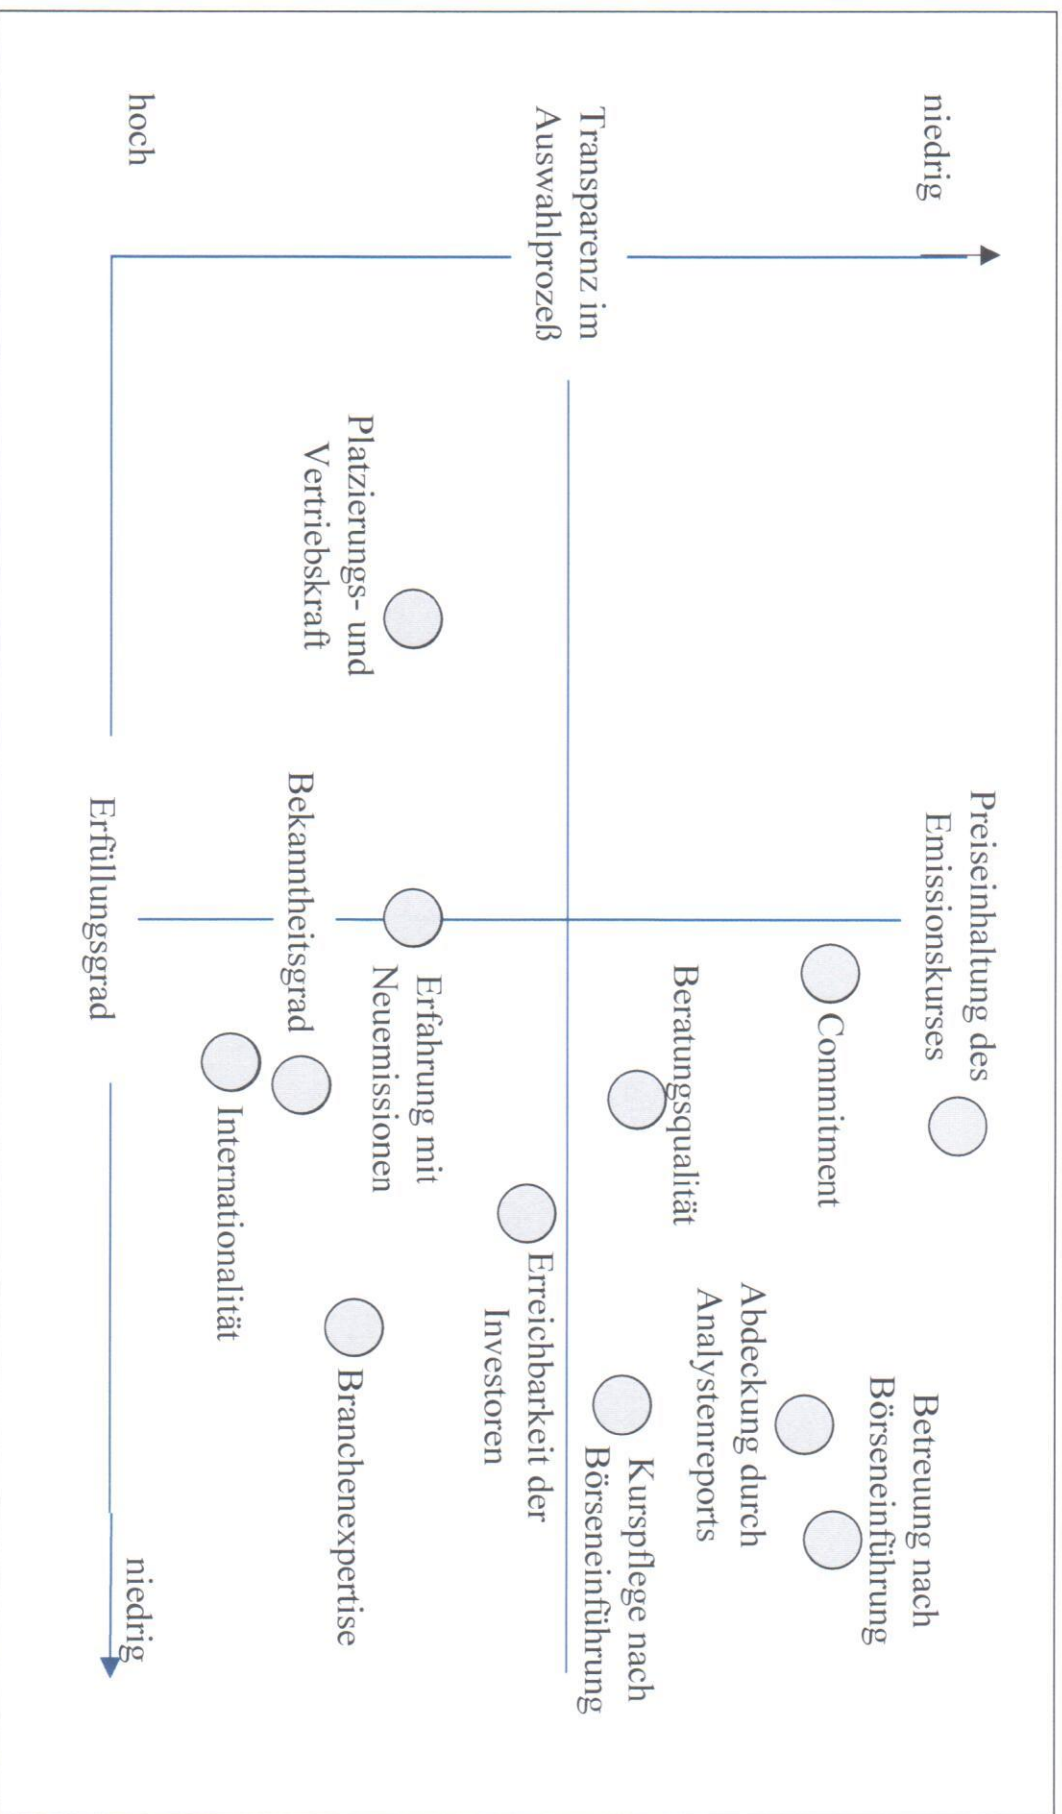 niedrig
Transparenz im
Auswahlprozeß
hoch
Preiseinhaltung des
Emissionskurses
Commitment
Betreuung nach
Börseneinführung
Abdeckung durch
Analystenreports
Beratungsqualität
Kurspflege nach
Börseneinführung
Erreichbarkeit der
Investoren
Erfahrung mit
Neuemissionen
Platzierungs- und
Vertriebskraft
Branchenexpertise
Bekanntheitsgrad
Internationalität
niedrig
Erfüllungsgrad